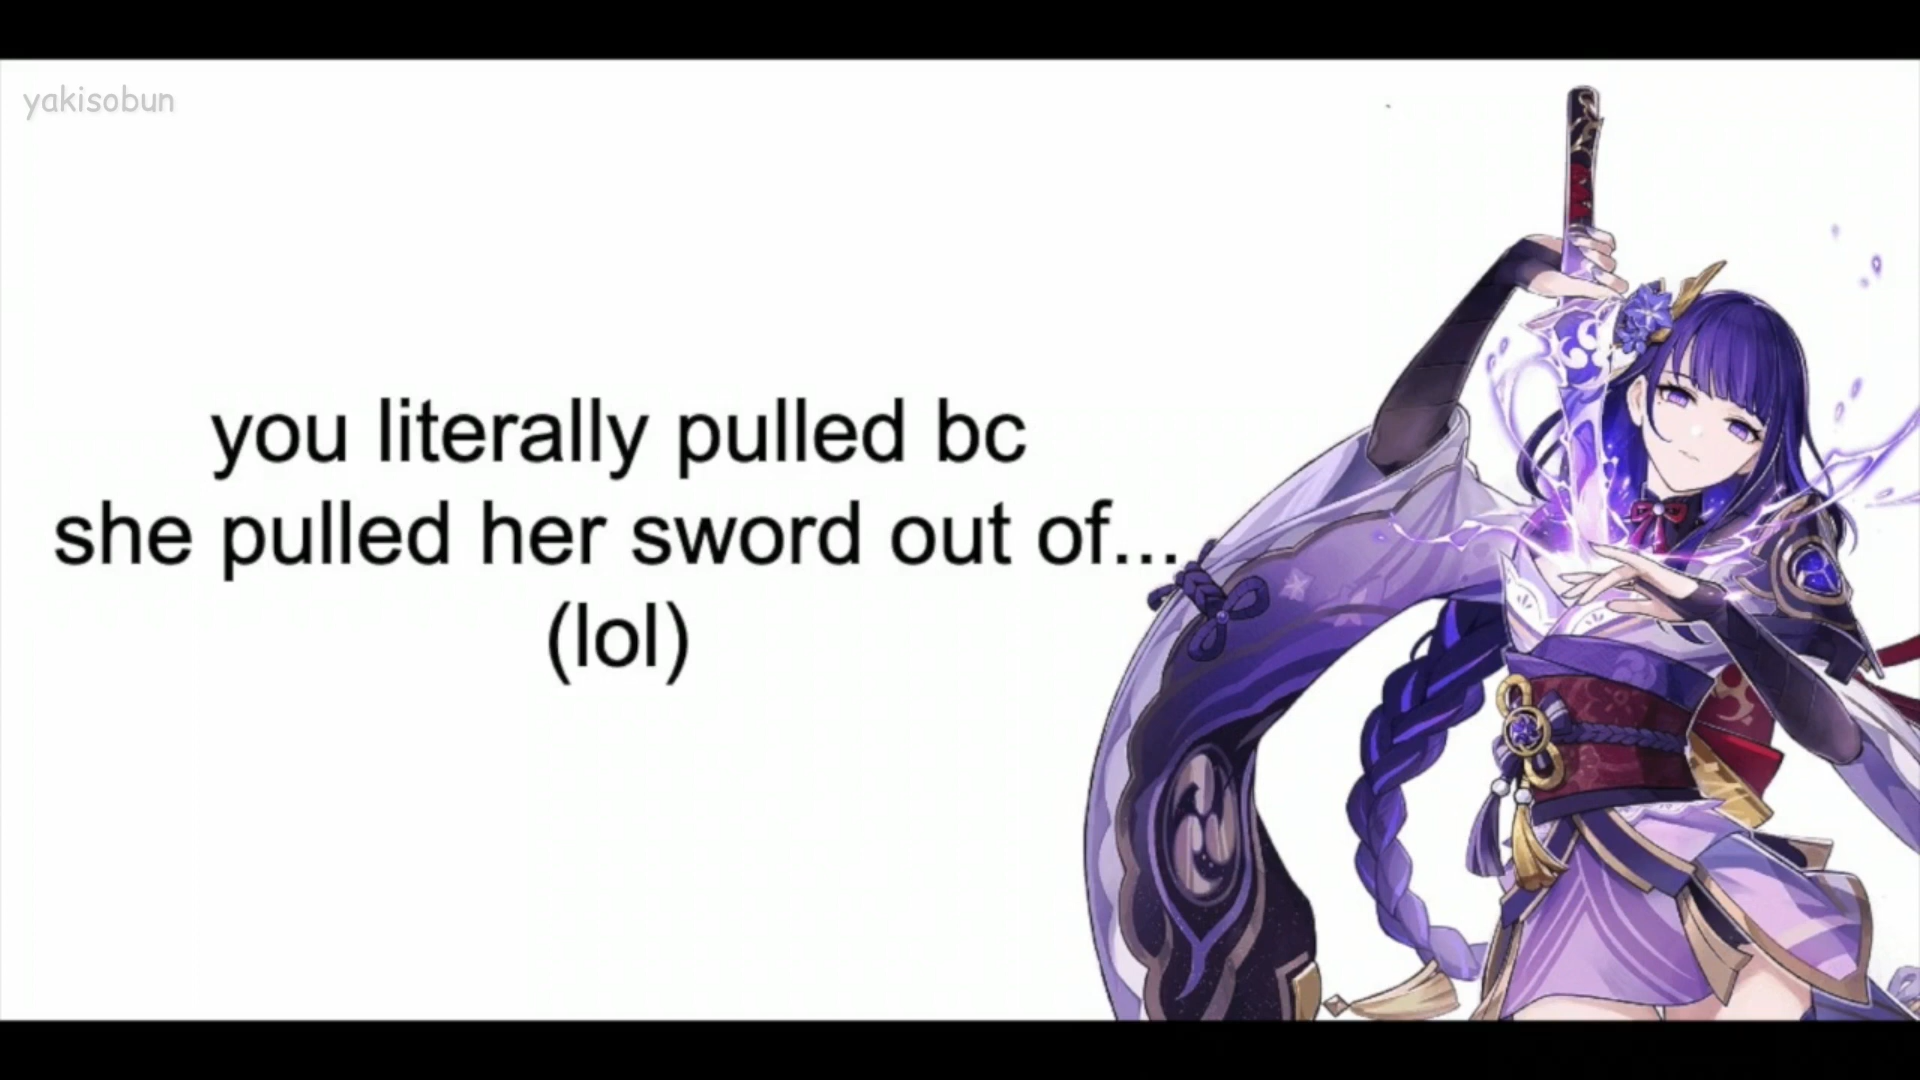 yakisobun
you literally pulled bc
she pulled her sword out of...
(lol)